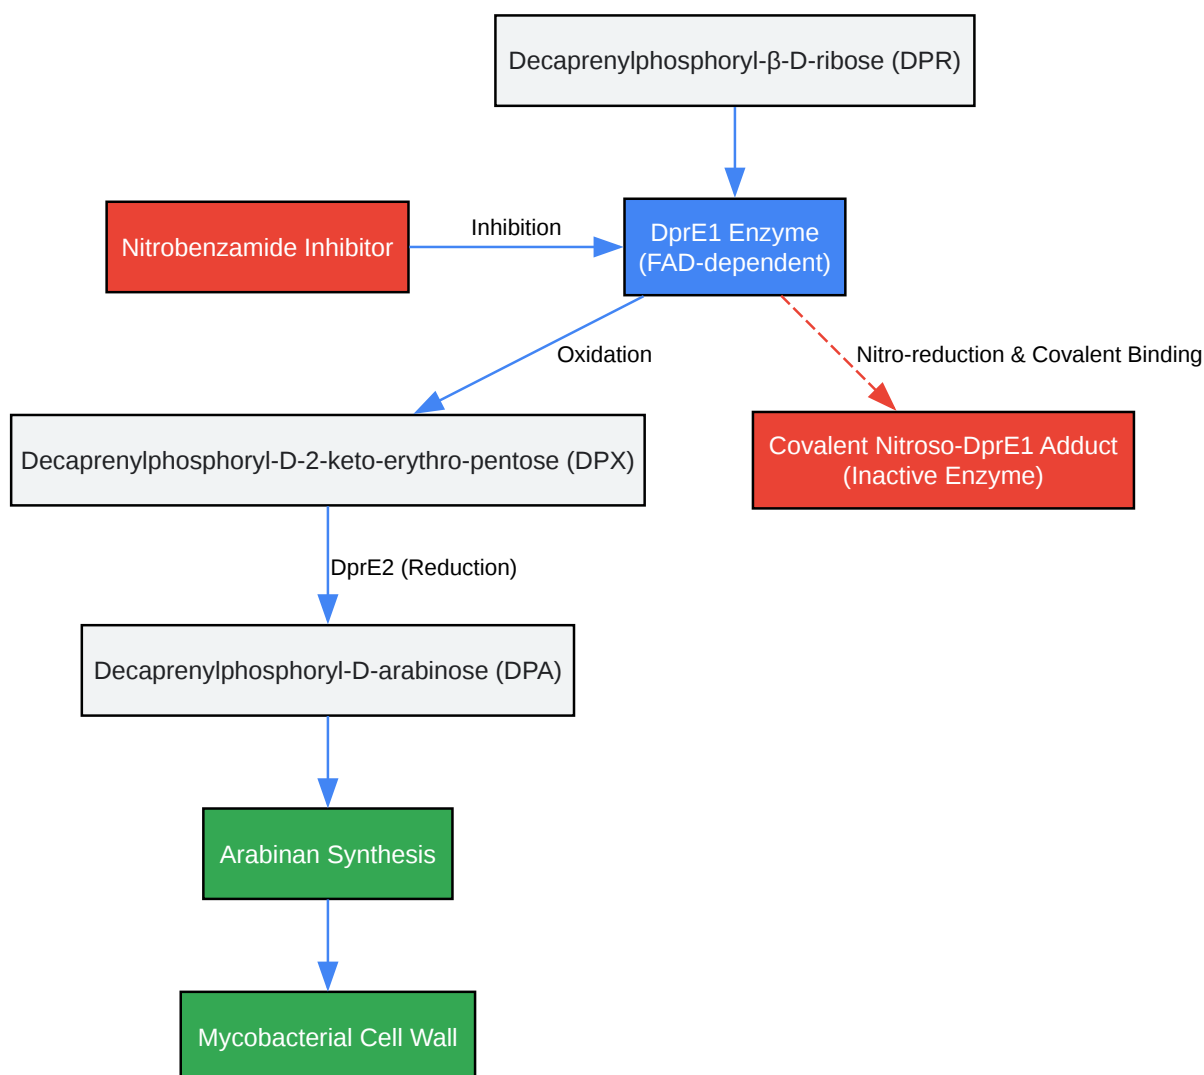 Decaprenylphosphoryl-β-D-ribose (DPR)
Nitrobenzamide Inhibitor
Inhibition
DprE1 Enzyme
(FAD-dependent)
Oxidation
Nitro-reduction & Covalent Binding
Decaprenylphosphoryl-D-2-keto-erythro-pentose (DPX)
Covalent Nitroso-DprE1 Adduct
(Inactive Enzyme)
DprE2 (Reduction)
Decaprenylphosphoryl-D-arabinose (DPA)
Arabinan Synthesis
Mycobacterial Cell Wall